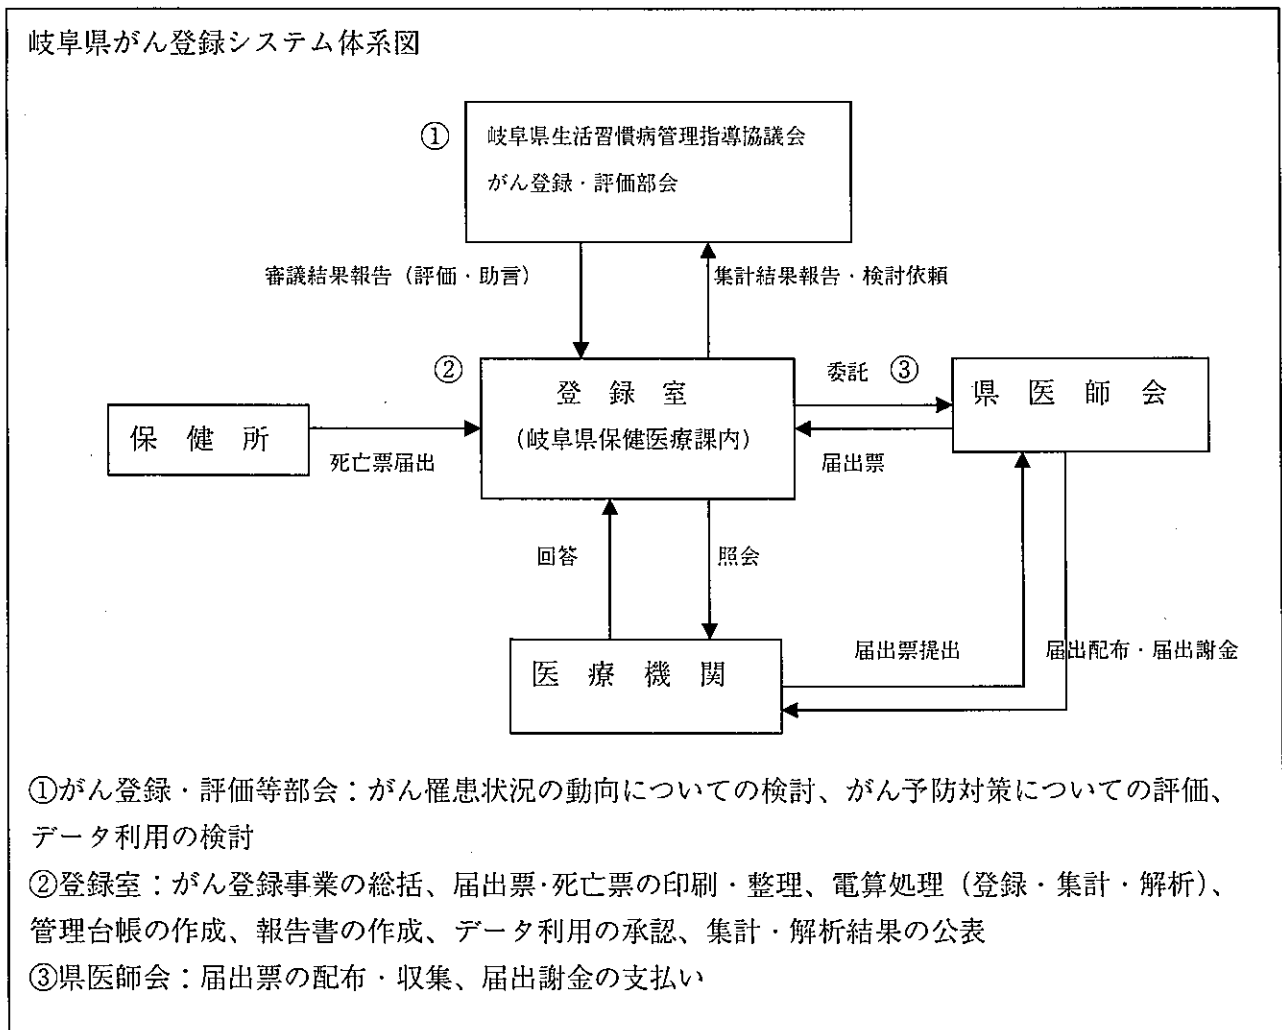 岐阜県がん登録システム体系図
①
岐阜県生活習慣病管理指導協議会
がん登録・評価部会
審議結果報告（評価・助言）
集計結果報告・検討依頼
②
登 録 室
（岐阜県保健医療課内）
委託 ③
県 医 師 会
保 健 所
死亡票届出
届出票
回答
照会
医 療 機 関
届出票提出
届出配布・届出謝金
①がん登録・評価等部会：がん罹患状況の動向についての検討、がん予防対策についての評価、
データ利用の検討
②登録室：がん登録事業の総括、届出票・死亡票の印刷・整理、電算処理（登録・集計・解析）、
管理台帳の作成、報告書の作成、データ利用の承認、集計・解析結果の公表
③県医師会：届出票の配布・収集、届出謝金の支払い